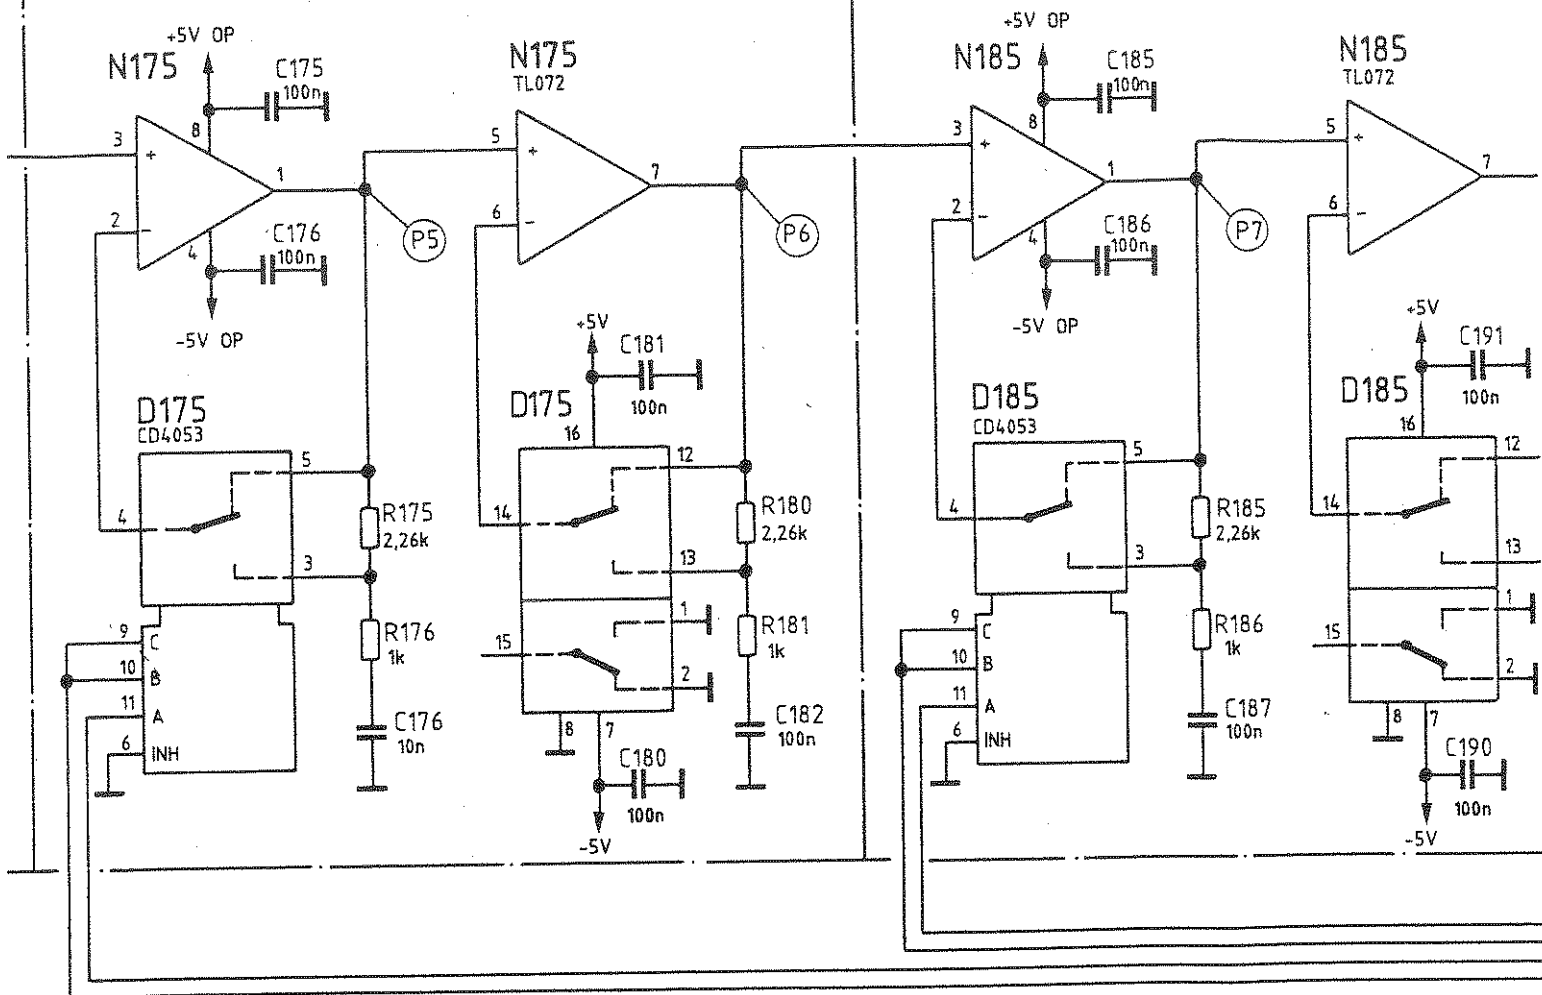 +5V OP
N175
C175
100n
8
3
+
1
2
-
4
C176
100n
-5V OP
P5
N175
TL072
5
+
7
6
-
P6
+5V
C181
100n
D175
CD4053
5
4
3
R175
2,26k
R176
1k
C176
10n
9
C
10
B
11
A
6
INH
D175
16
12
14
13
1
15
2
8
7
R180
2,26k
R181
1k
C182
100n
C180
100n
-5V
+5V OP
N185
C185
100n
8
3
+
1
2
-
4
C186
100n
-5V OP
P7
N185
TL072
5
+
7
6
-
+5V
C191
100n
D185
CD4053
5
4
3
R185
2,26k
R186
1k
C187
100n
9
C
10
B
11
A
6
INH
D185
16
12
14
13
1
15
2
8
7
C190
100n
-5V